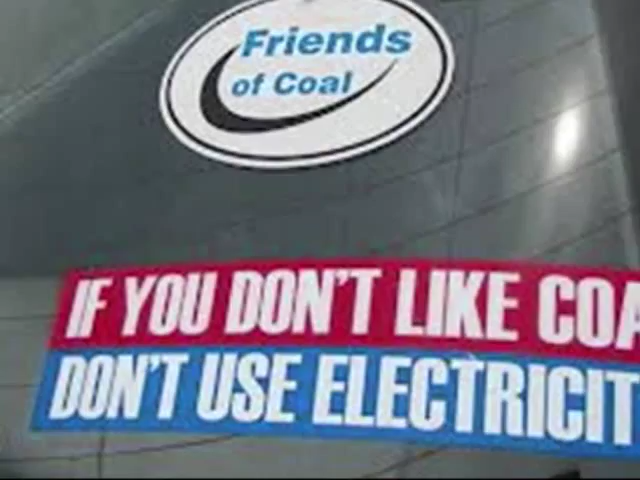 Friends
of Coal
IF YOU DON'T LIKE COA
DON'T USE ELECTRICIT